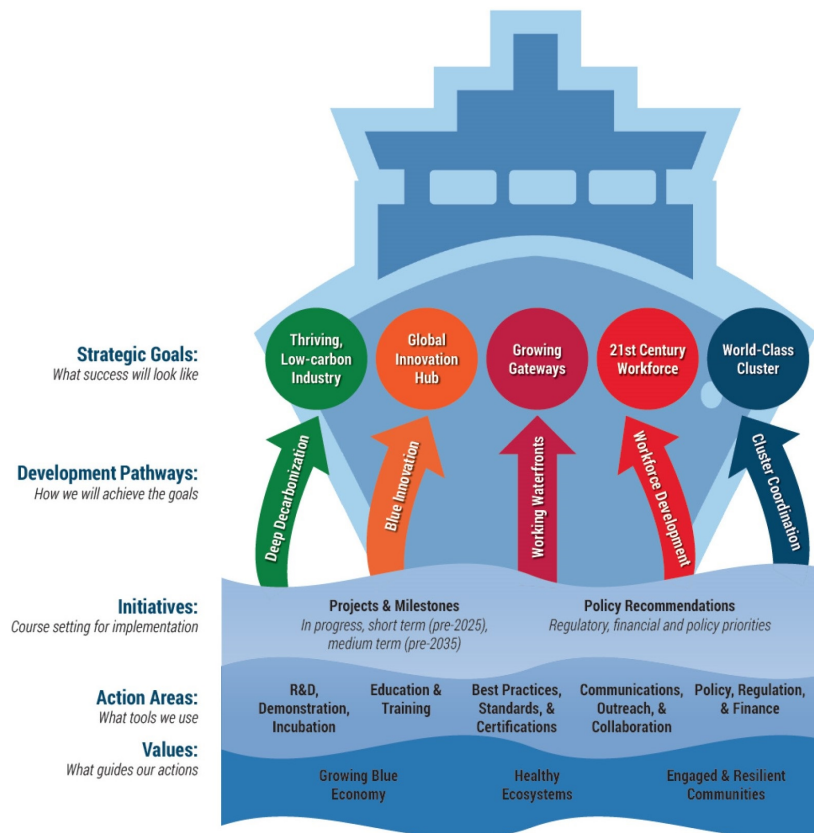 Strategic Goals:
What success will look like
Thriving,
Low-carbon
Industry
Global
Innovation
Hub
Growing
Gateways
21st Century
Workforce
World-Class
Cluster
Development Pathways:
How we will achieve the goals
Deep Decarbonization
Blue Innovation
Working Waterfronts
Workforce Development
Cluster Coordination
Initiatives:
Course setting for implementation
Projects & Milestones
In progress, short term (pre-2025),
medium term (pre-2035)
Policy Recommendations
Regulatory, financial and policy priorities
Action Areas:
What tools we use
R&D,
Demonstration,
Incubation
Education &
Training
Best Practices,
Standards, &
Certifications
Communications,
Outreach, &
Collaboration
Policy, Regulation,
& Finance
Values:
What guides our actions
Growing Blue
Economy
Healthy
Ecosystems
Engaged & Resilient
Communities